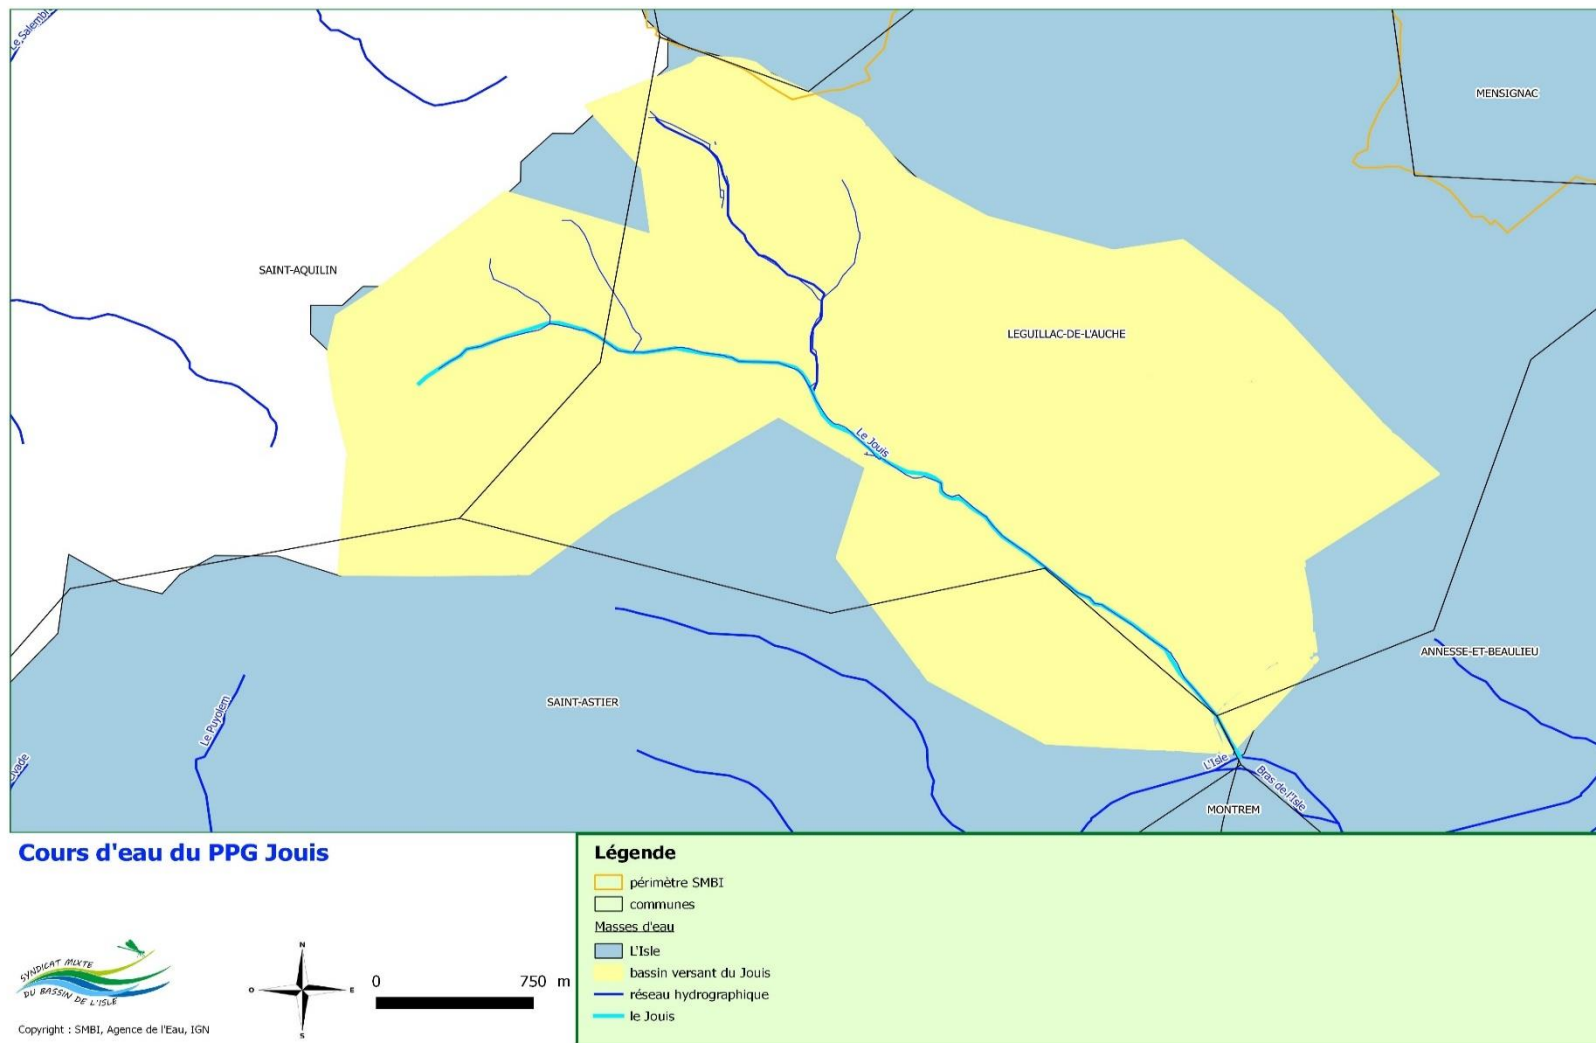 Le Salembre
MENSIGNAC
SAINT-AQUILIN
LEGUILLAC-DE-L'AUCHE
Le Jouis
ANNESSE-ET-BEAULIEU
SAINT-ASTIER
Le Puyolem
L'Isle
Bras de l'Isle
MONTREM
Cours d'eau du PPG Jouis
SYNDICAT MIXTE
DU BASSIN DE L'ISLE
N
O
E
S
0 750 m
Copyright : SMBI, Agence de l'Eau, IGN
Légende
périmètre SMBI
communes
Masses d'eau
L'Isle
bassin versant du Jouis
réseau hydrographique
le Jouis